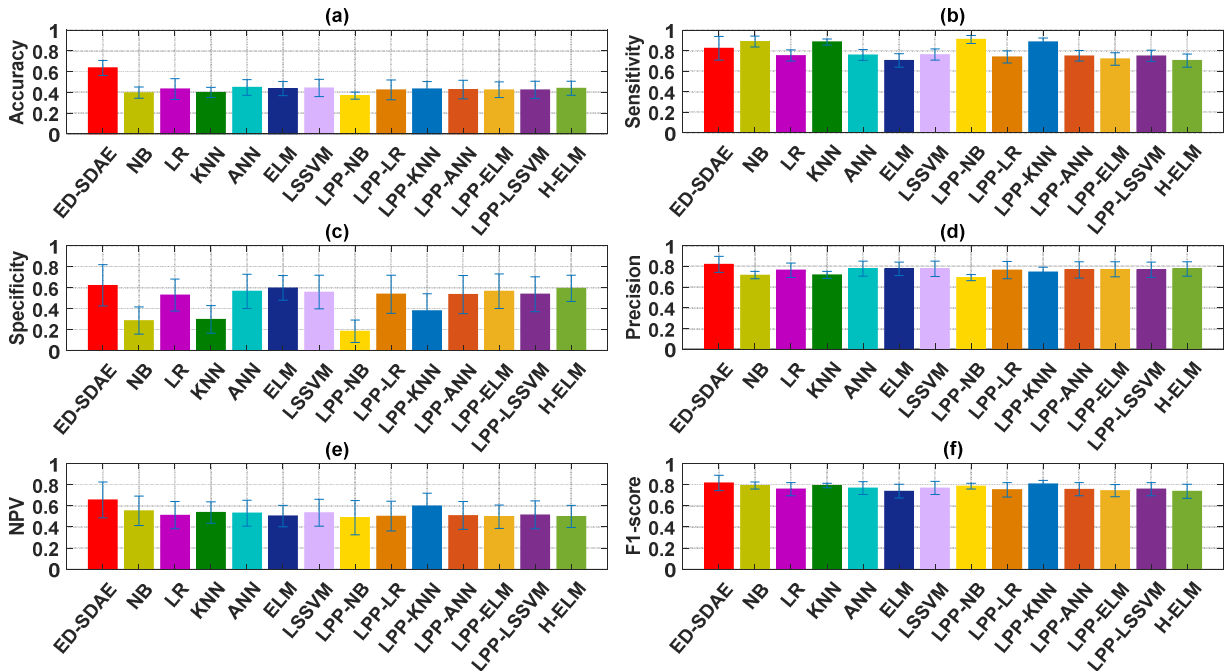 (a)
Accuracy
1
0.8
0.6
0.4
0.2
0
ED-SDAE
NB
LR
KNN
ANN
ELM
LSSVM
LPP-NB
LPP-LR
LPP-KNN
LPP-ANN
LPP-ELM
LPP-LSSVM
H-ELM
(b)
Sensitivity
1
0.8
0.6
0.4
0.2
0
ED-SDAE
NB
LR
KNN
ANN
ELM
LSSVM
LPP-NB
LPP-LR
LPP-KNN
LPP-ANN
LPP-ELM
LPP-LSSVM
H-ELM
(c)
Specificity
1
0.8
0.6
0.4
0.2
0
ED-SDAE
NB
LR
KNN
ANN
ELM
LSSVM
LPP-NB
LPP-LR
LPP-KNN
LPP-ANN
LPP-ELM
LPP-LSSVM
H-ELM
(d)
Precision
1
0.8
0.6
0.4
0.2
0
ED-SDAE
NB
LR
KNN
ANN
ELM
LSSVM
LPP-NB
LPP-LR
LPP-KNN
LPP-ANN
LPP-ELM
LPP-LSSVM
H-ELM
(e)
NPV
1
0.8
0.6
0.4
0.2
0
ED-SDAE
NB
LR
KNN
ANN
ELM
LSSVM
LPP-NB
LPP-LR
LPP-KNN
LPP-ANN
LPP-ELM
LPP-LSSVM
H-ELM
(f)
F1-score
1
0.8
0.6
0.4
0.2
0
ED-SDAE
NB
LR
KNN
ANN
ELM
LSSVM
LPP-NB
LPP-LR
LPP-KNN
LPP-ANN
LPP-ELM
LPP-LSSVM
H-ELM